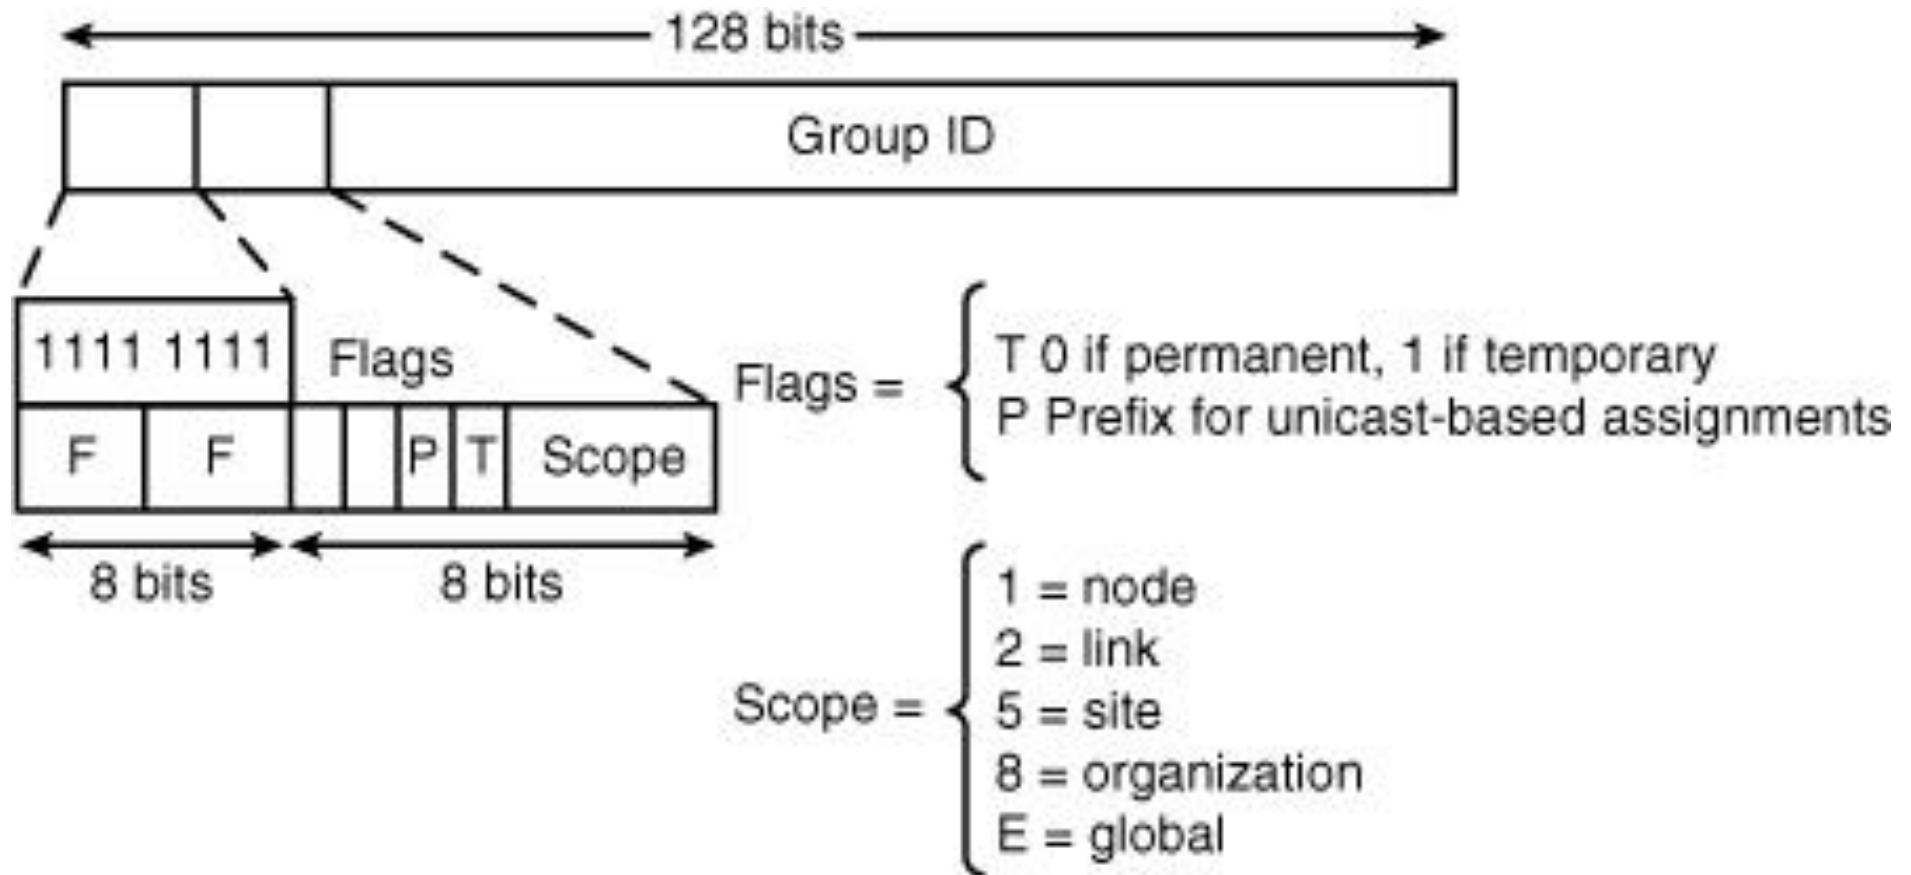 128 bits
Group ID
1111 1111
Flags
F F P T Scope
8 bits 8 bits
Flags =
T 0 if permanent, 1 if temporary
P Prefix for unicast-based assignments
Scope =
1 = node
2 = link
5 = site
8 = organization
E = global